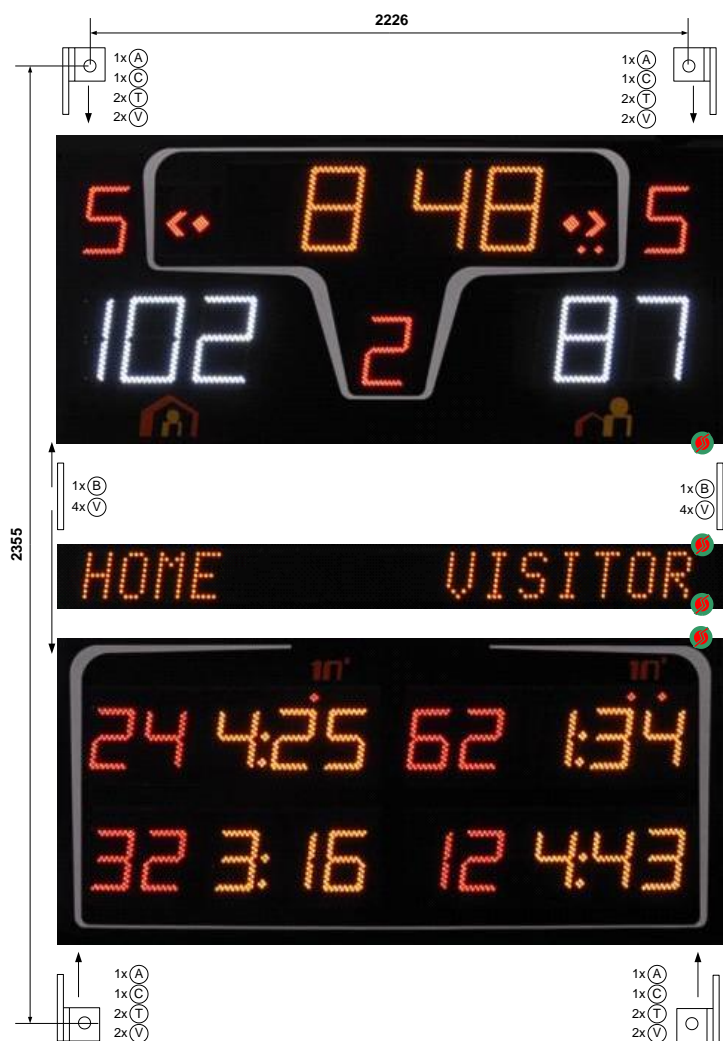 2226
1x A
1x C
2x T
2x V
1x A
1x C
2x T
2x V
5 8 48 5
102 2 87
2355
1x B
4x V
1x B
4x V
HOME VISITOR
10' 10'
24 4:25 62 1:34
32 3:16 12 4:43
1x A
1x C
2x T
2x V
1x A
1x C
2x T
2x V